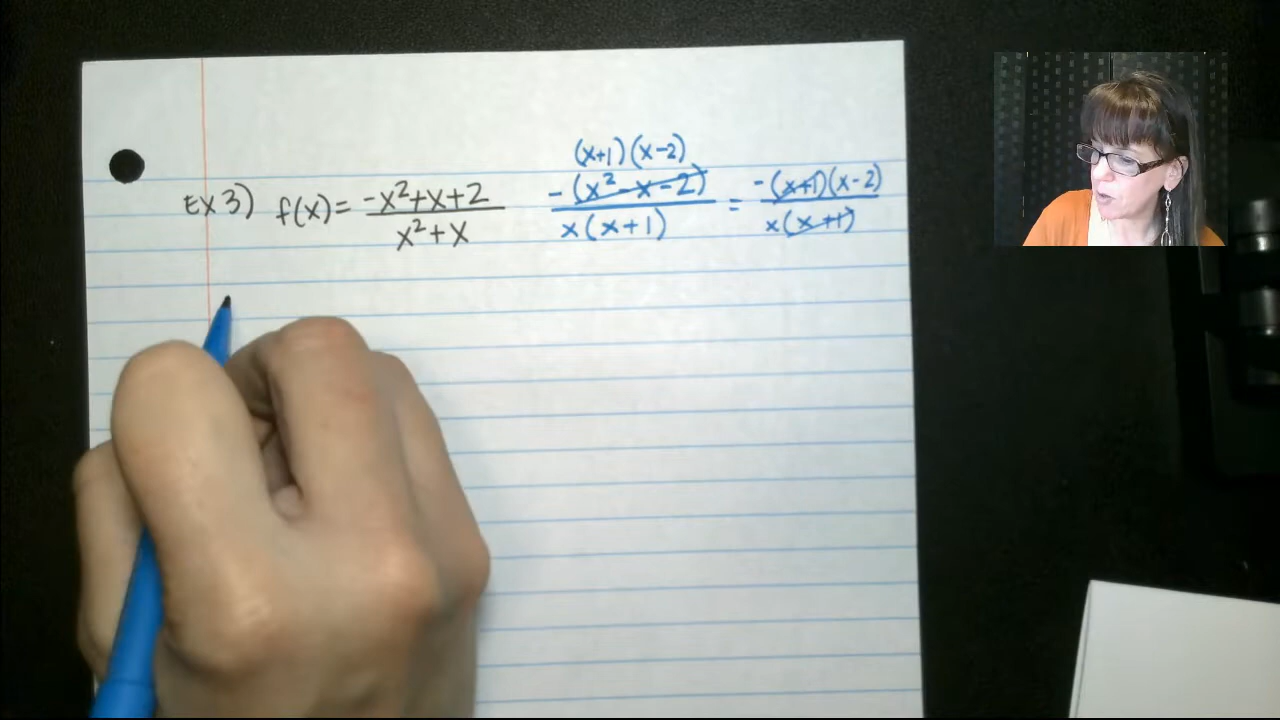 (x+1)(x-2)
Ex 3) f(x) = -x²+x+2 / x²+x   -(x²-x-2) / x(x+1) = -(x+1)(x-2) / x(x+1)